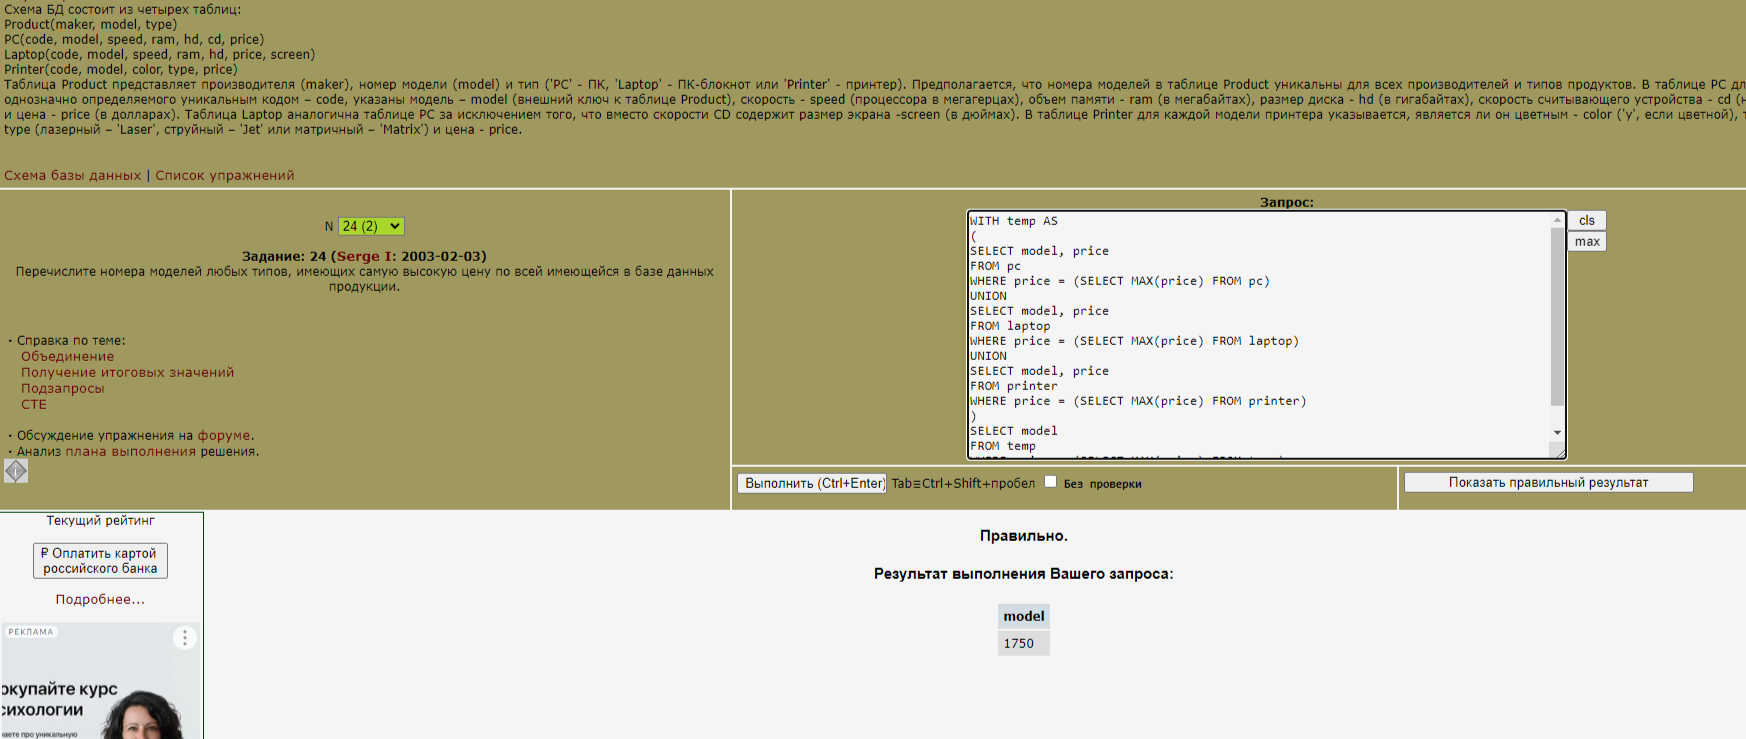 Схема БД состоит из четырех таблиц:
Product(maker, model, type)
PC(code, model, speed, ram, hd, cd, price)
Laptop(code, model, speed, ram, hd, price, screen)
Printer(code, model, color, type, price)
Таблица Product представляет производителя (maker), номер модели (model) и тип ('PC' - ПК, 'Laptop' - ПК-блокнот или 'Printer' - принтер). Предполагается, что номера моделей в таблице Product уникальны для всех производителей и типов продуктов. В таблице PC
однозначно определяемого уникальным кодом – code, указаны модель – model (внешний ключ к таблице Product), скорость - speed (процессора в мегагерцах), объем памяти - ram (в мегабайтах), размер диска - hd (в гигабайтах), скорость считывающего устройства - cd
и цена - price (в долларах). Таблица Laptop аналогична таблице PC за исключением того, что вместо скорости CD содержит размер экрана -screen (в дюймах). В таблице Printer для каждой модели принтера указывается, является ли он цветным - color ('y', если цветной),
type (лазерный – 'Laser', струйный – 'Jet' или матричный – 'Matrix') и цена - price.
Схема базы данных | Список упражнений
N 24 (2)
Задание: 24 (Serge I: 2003-02-03)
Перечислите номера моделей любых типов, имеющих самую высокую цену по всей имеющейся в базе данных
продукции.
• Справка по теме:
Объединение
Получение итоговых значений
Подзапросы
CTE
• Обсуждение упражнения на форуме.
• Анализ плана выполнения решения.
Запрос:
WITH temp AS
(
SELECT model, price
FROM pc
WHERE price = (SELECT MAX(price) FROM pc)
UNION
SELECT model, price
FROM laptop
WHERE price = (SELECT MAX(price) FROM laptop)
UNION
SELECT model, price
FROM printer
WHERE price = (SELECT MAX(price) FROM printer)
)
SELECT model
FROM temp
cls
max
Выполнить (Ctrl+Enter) Tab≡Ctrl+Shift+пробел Без проверки
Показать правильный результат
Текущий рейтинг
₽ Оплатить картой
российского банка
Подробнее...
РЕКЛАМА
окупайте курс
сихологии
про уникальную
Правильно.
Результат выполнения Вашего запроса:
model
1750